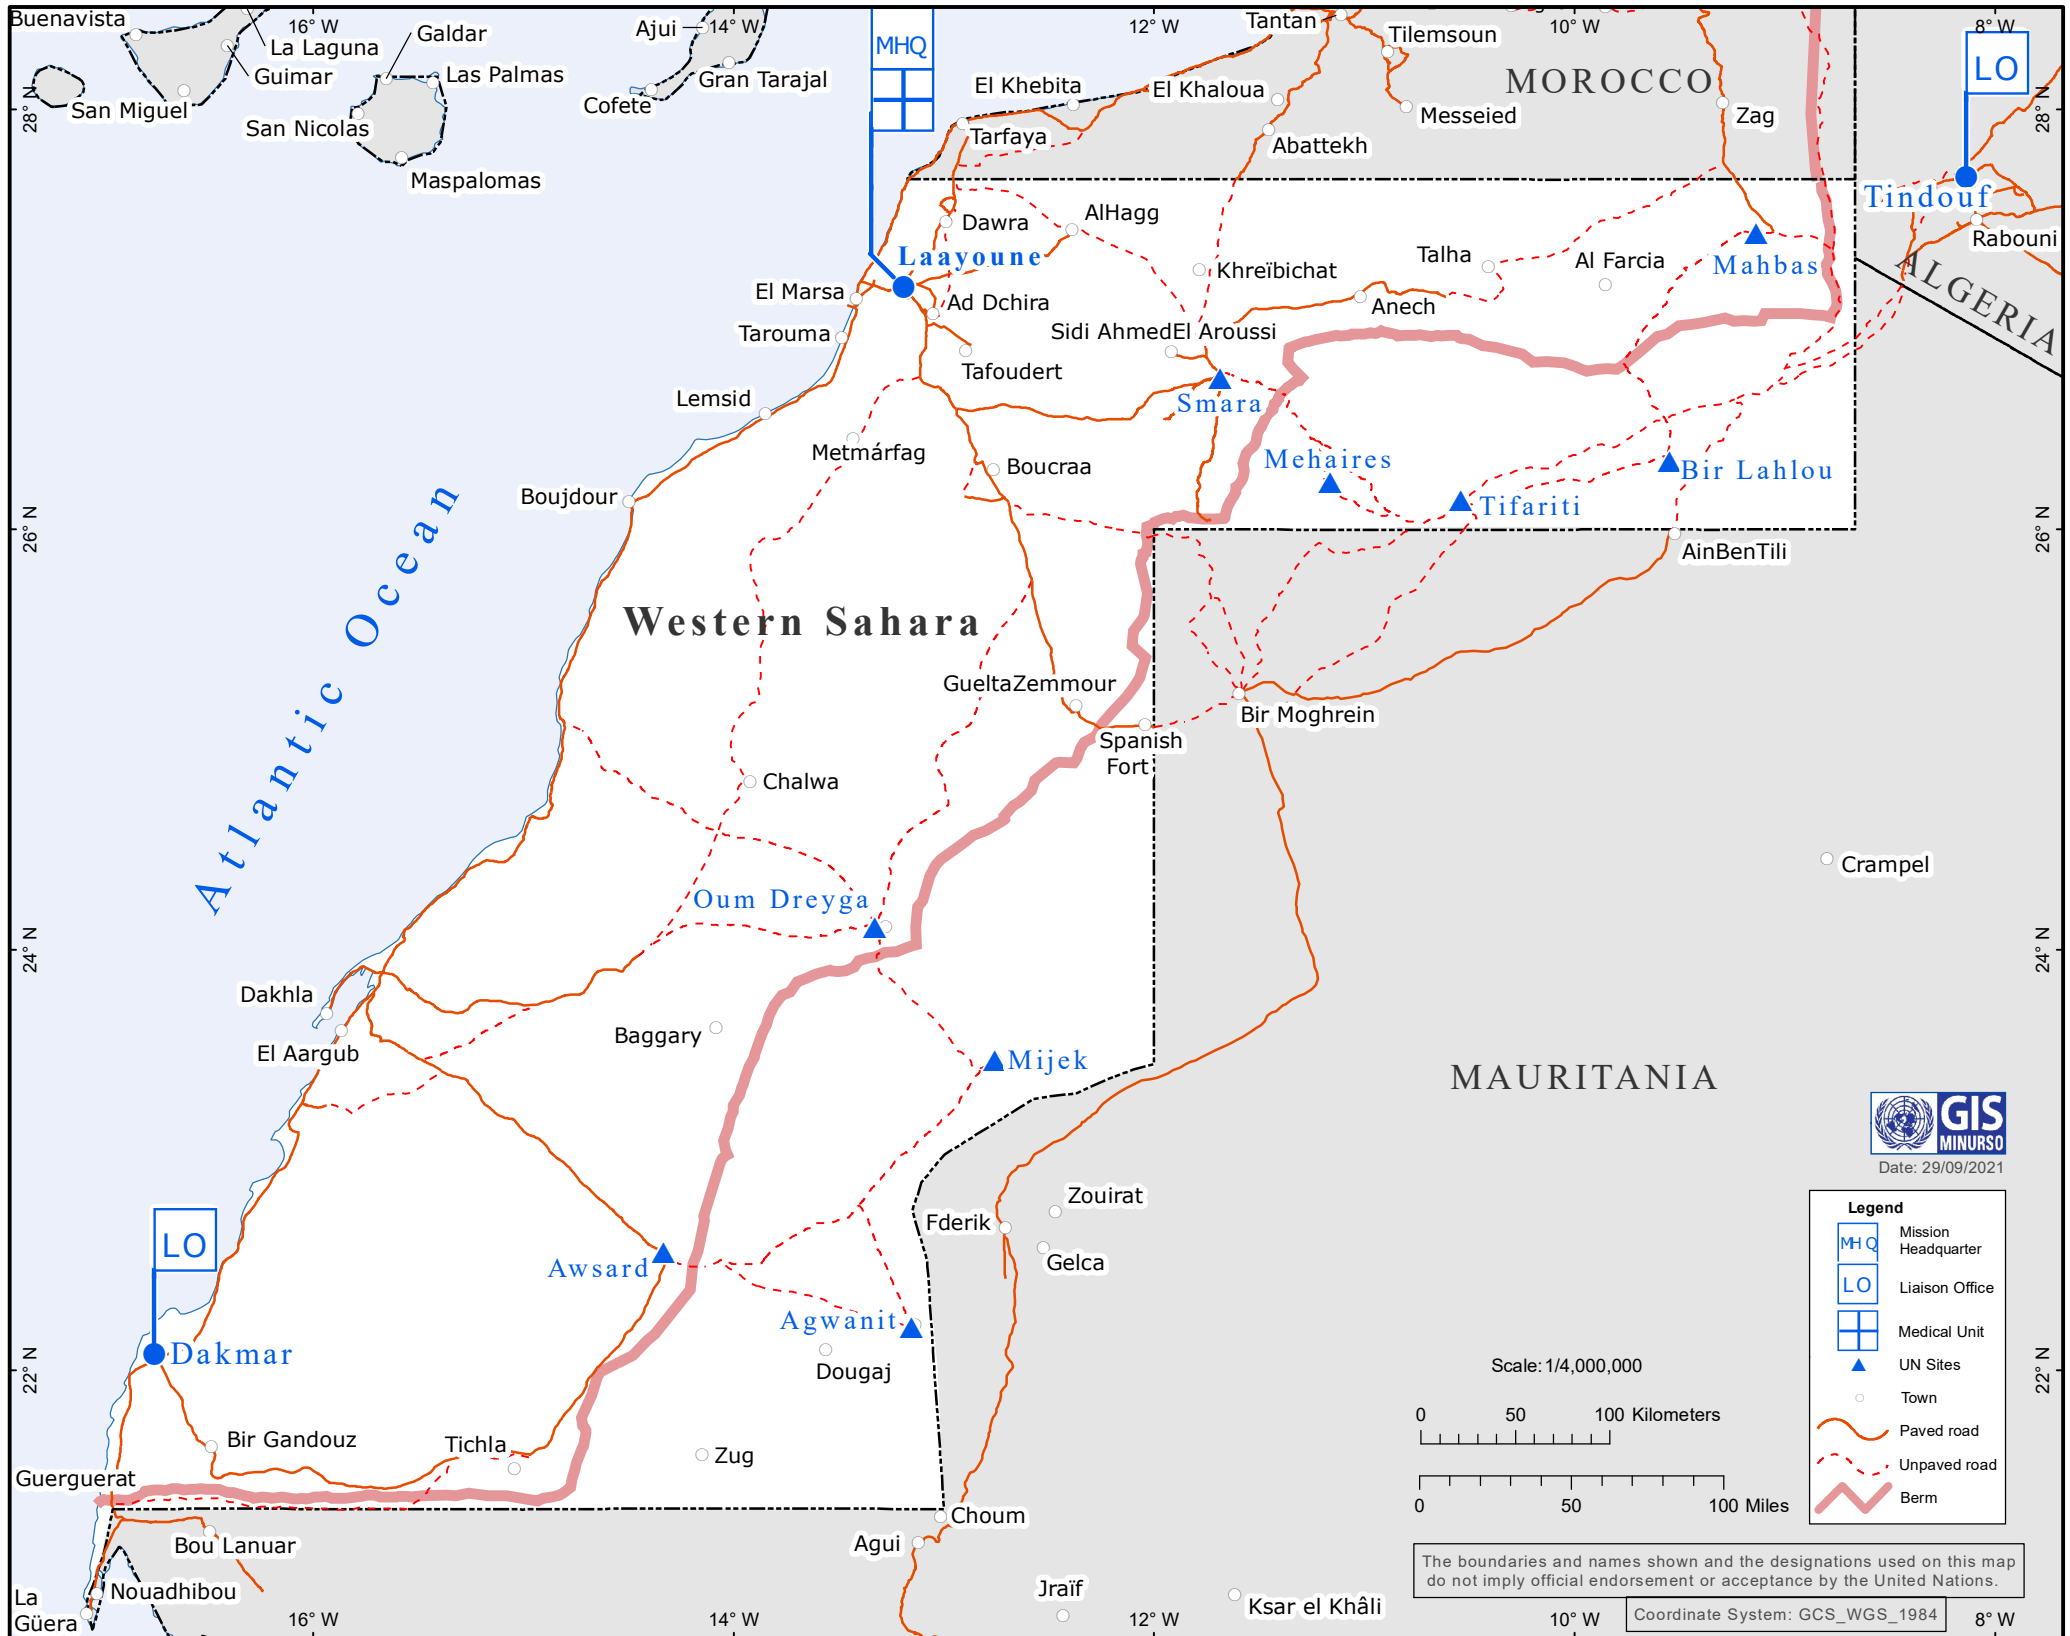 16° W
14° W
12° W
10° W
8° W
Buenavista
La Laguna
Guimar
Galdar
Las Palmas
San Miguel
San Nicolas
Maspalomas
Ajui
Gran Tarajal
Cofete
MHQ
Tantan
Tilemsoun
MOROCCO
LO
El Khebita
El Khaloua
Messeied
Zag
28° N
28° N
Tarfaya
Abattekh
Tindouf
Rabouni
Dawra
AlHagg
Laayoune
Khreïbichat
Talha
Al Farcia
Mahbas
ALGERIA
El Marsa
Ad Dchira
Anech
Tarouma
Sidi AhmedEl Aroussi
Tafoudert
Lemsid
Smara
Metmárfag
Boucraa
Mehaires
Bir Lahlou
Boujdour
Tifariti
26° N
26° N
AinBenTili
Atlantic Ocean
Western Sahara
GueltaZemmour
Bir Moghrein
Spanish
Fort
Chalwa
Crampel
Oum Dreyga
24° N
24° N
Dakhla
El Aargub
Baggary
Mijek
MAURITANIA
GIS
MINURSO
Date: 29/09/2021
Zouirat
Fderik
Gelca
LO
Awsard
Agwanit
Dakmar
Dougaj
22° N
22° N
Legend
MHQ
Mission
Headquarter
LO
Liaison Office
Medical Unit
UN Sites
Town
Paved road
Unpaved road
Berm
Scale: 1/4,000,000
0 50 100 Kilometers
0 50 100 Miles
Bir Gandouz
Tichla
Zug
Guerguerat
Choum
Bou Lanuar
Agui
Nouadhibou
La
Güera
Jraïf
Ksar el Khâli
The boundaries and names shown and the designations used on this map
do not imply official endorsement or acceptance by the United Nations.
Coordinate System: GCS_WGS_1984
16° W
14° W
12° W
10° W
8° W